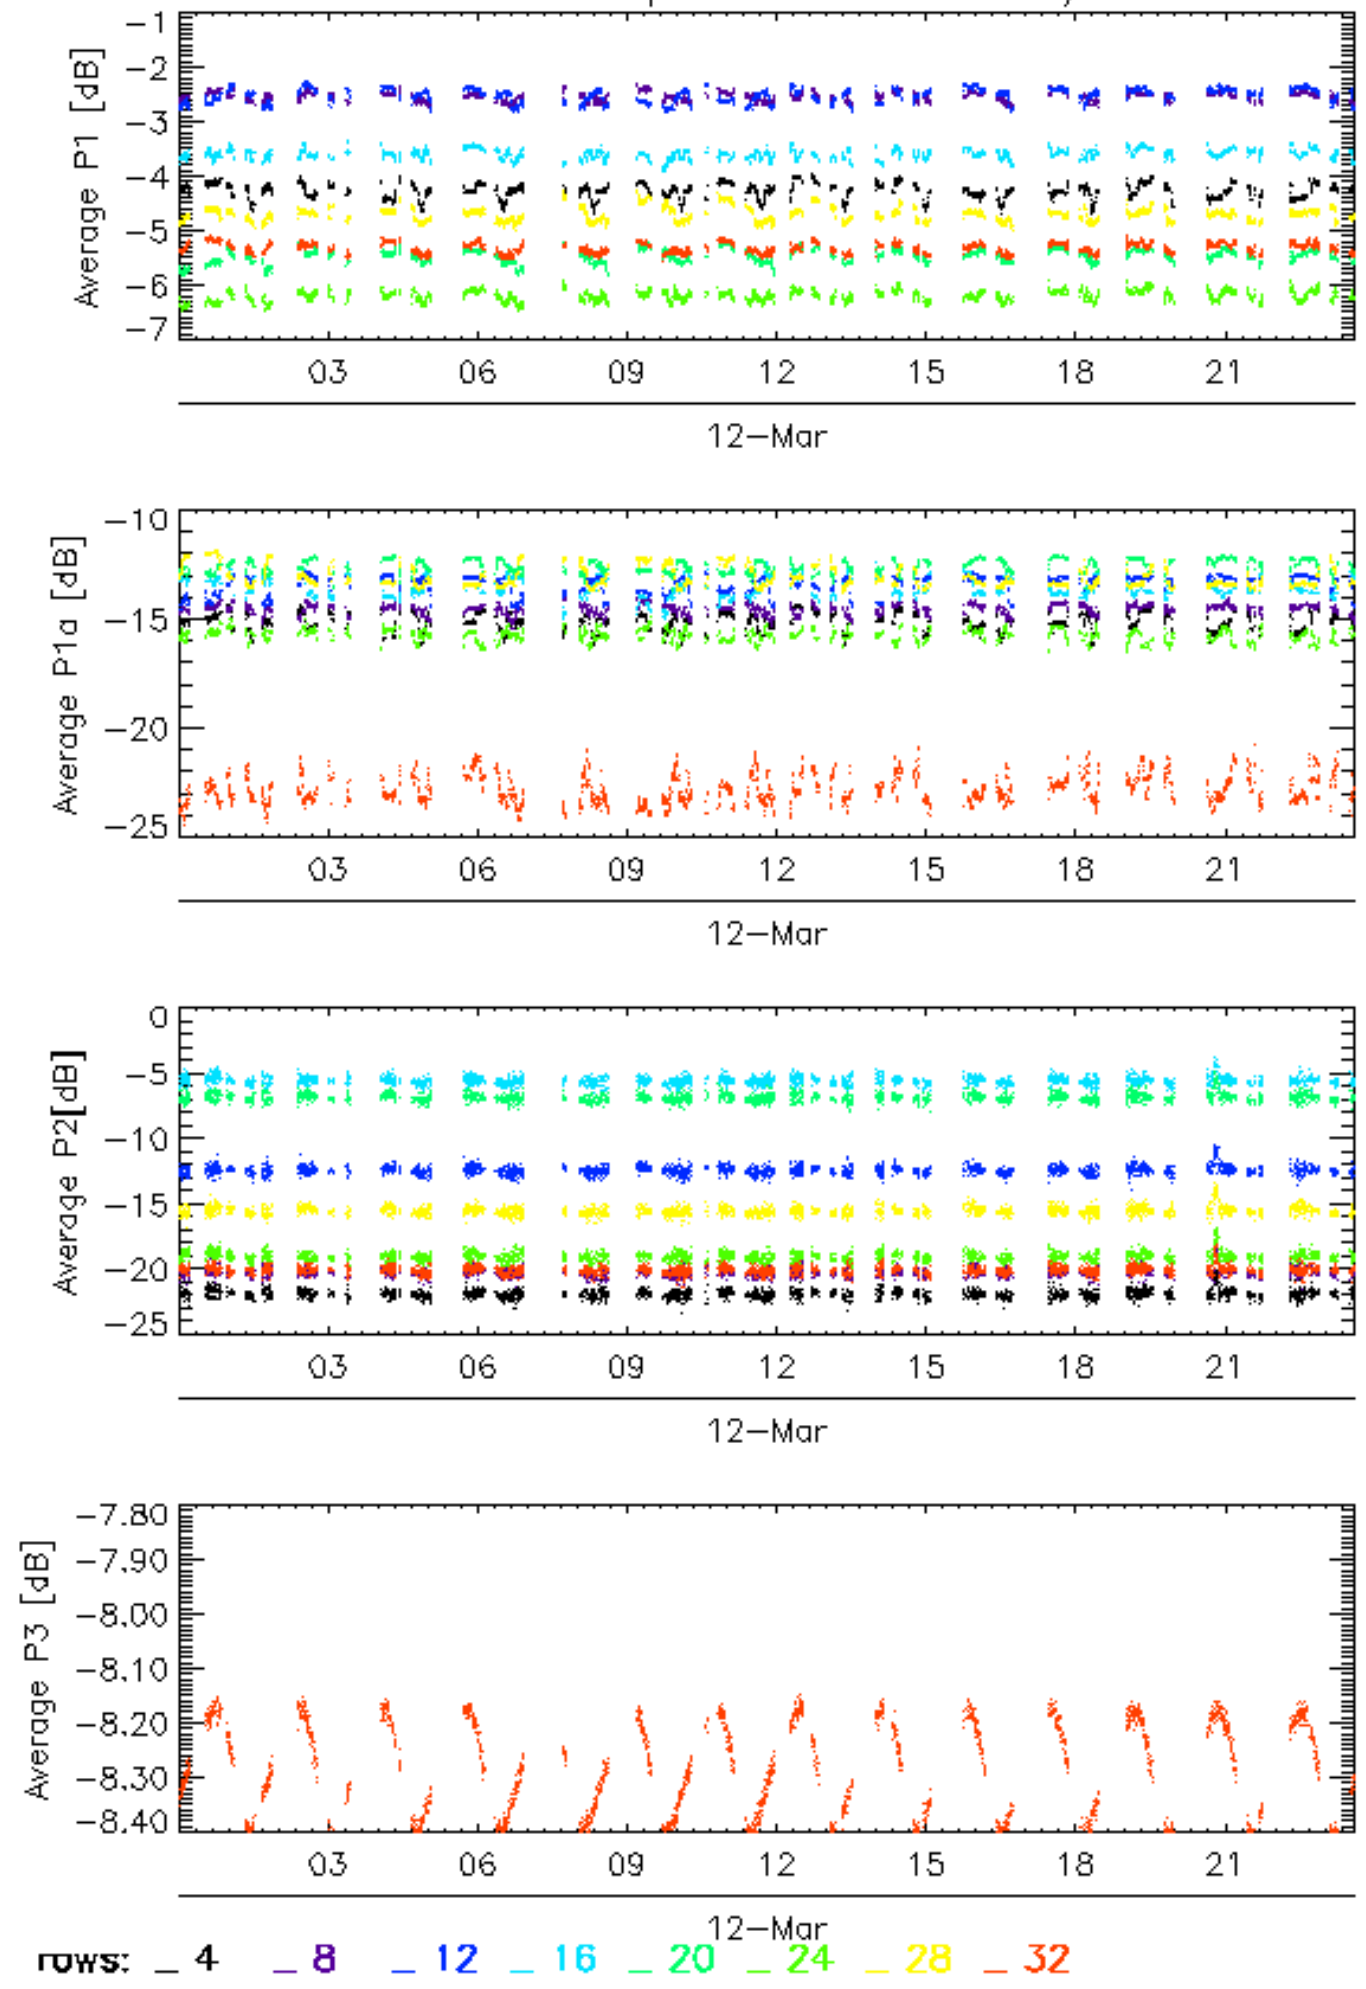 Average P1 [dB]
−1
−2
−3
−4
−5
−6
−7
03 06 09 12 15 18 21
12−Mar
Average P1a [dB]
−10
−15
−20
−25
03 06 09 12 15 18 21
12−Mar
Average P2[dB]
0
−5
−10
−15
−20
−25
03 06 09 12 15 18 21
12−Mar
Average P3 [dB]
−7.80
−7.90
−8.00
−8.10
−8.20
−8.30
−8.40
03 06 09 12 15 18 21
12−Mar
rows: _ 4 _ 8 _ 12 _ 16 _ 20 _ 24 _ 28 _ 32